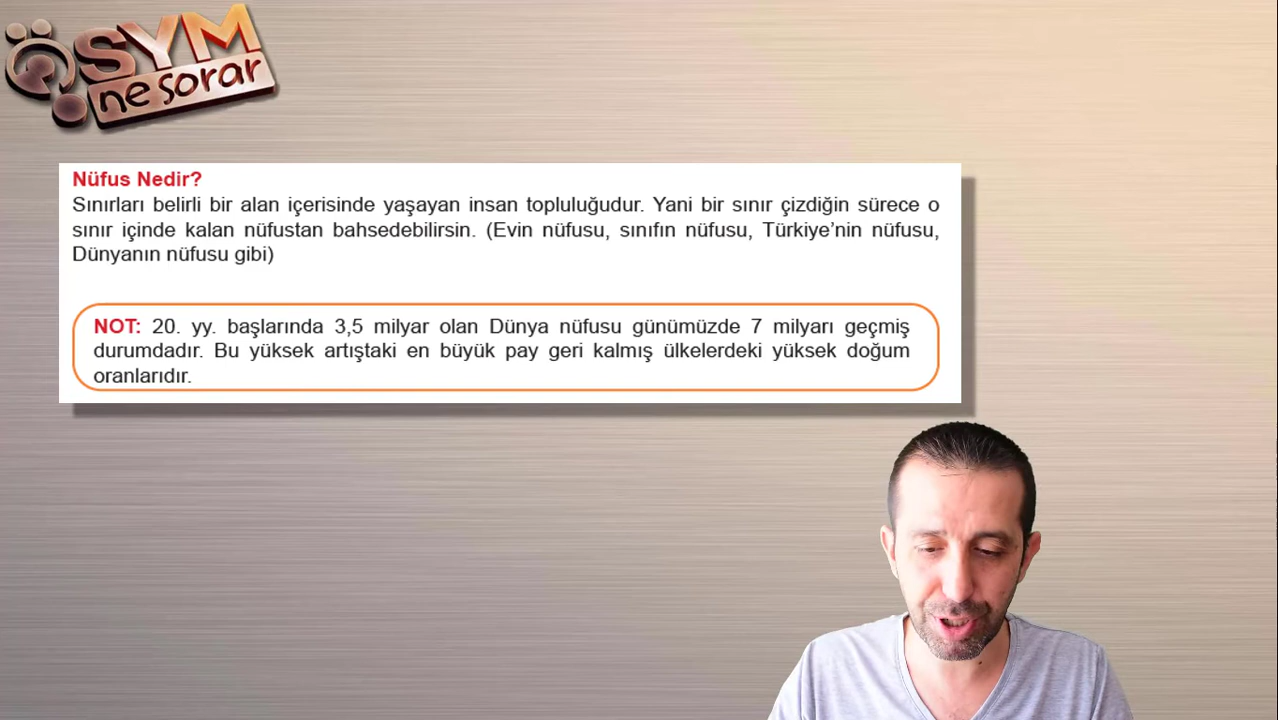 ÖSYM
ne sorar
Nüfus Nedir?
Sınırları belirli bir alan içerisinde yaşayan insan topluluğudur. Yani bir sınır çizdiğin sürece o
sınır içinde kalan nüfustan bahsedebilirsin. (Evin nüfusu, sınıfın nüfusu, Türkiye’nin nüfusu,
Dünyanın nüfusu gibi)
NOT: 20. yy. başlarında 3,5 milyar olan Dünya nüfusu günümüzde 7 milyarı geçmiş
durumdadır. Bu yüksek artıştaki en büyük pay geri kalmış ülkelerdeki yüksek doğum
oranlarıdır.